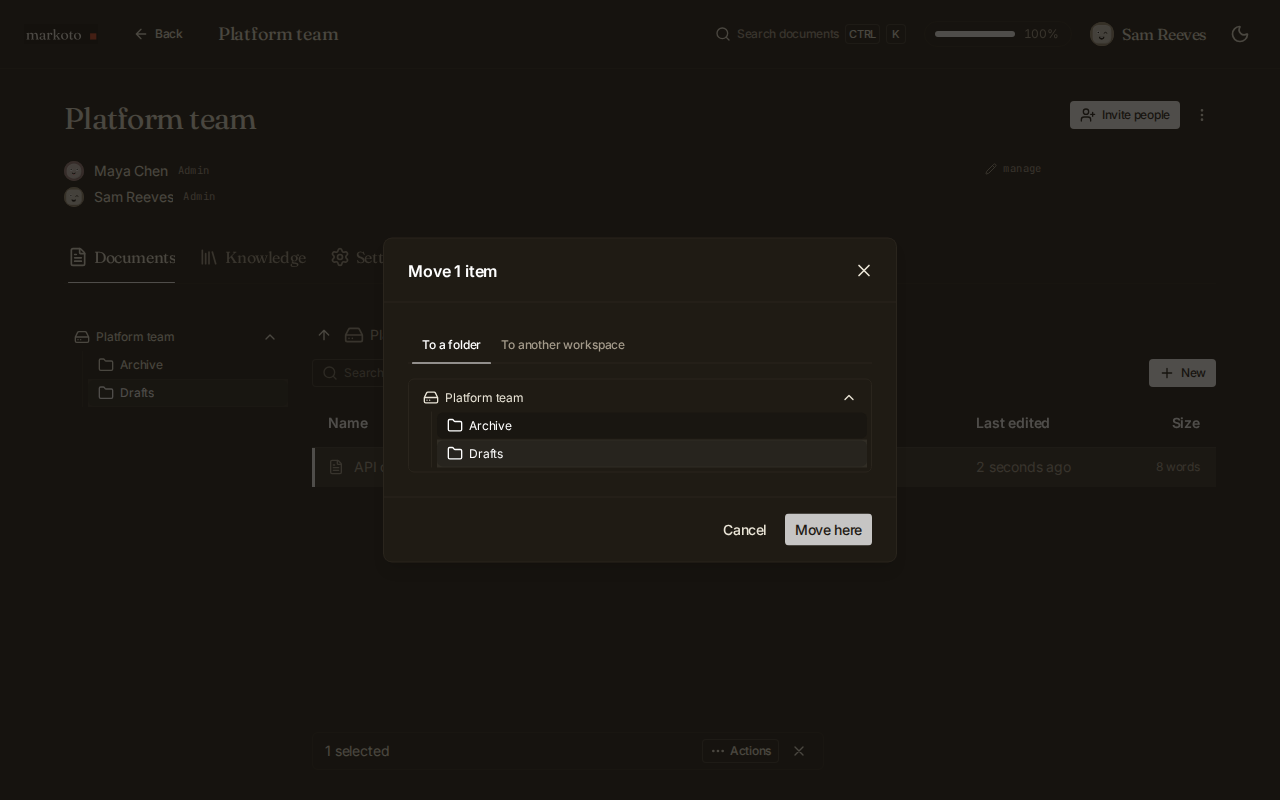 markoto
Back
Platform team
Search documents CTRL K
100%
Sam Reeves
Platform team
Invite people
Maya Chen Admin
manage
Sam Reeves Admin
Documents
Knowledge
Move 1 item
To a folder
To another workspace
Platform team
Archive
Drafts
Platform team
Archive
Drafts
Search
New
Name
Last edited
Size
API
2 seconds ago
8 words
Cancel
Move here
1 selected
Actions